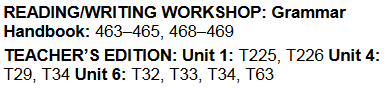 READING/WRITING WORKSHOP: Grammar
Handbook: 463–465, 468–469
TEACHER'S EDITION: Unit 1: T225, T226 Unit 4:
T29, T34 Unit 6: T32, T33, T34, T63